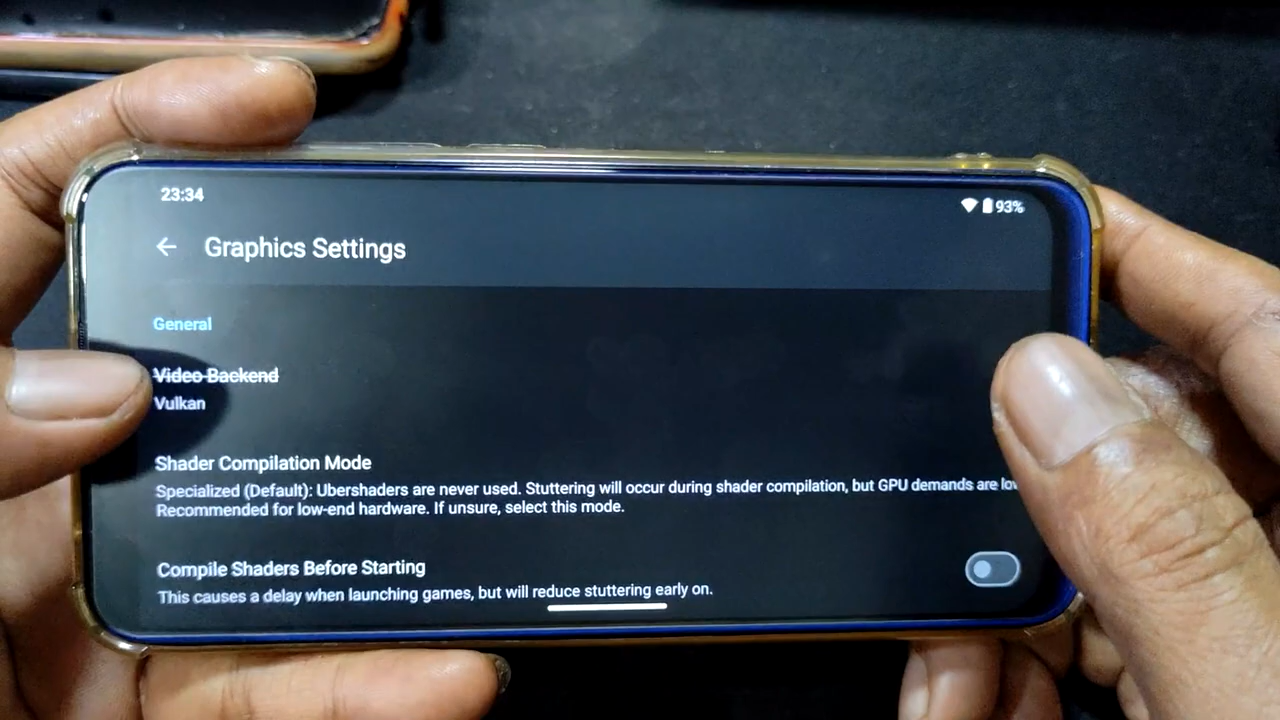 23:34
93%
Graphics Settings
General
Video Backend
Vulkan
Shader Compilation Mode
Specialized (Default): Ubershaders are never used. Stuttering will occur during shader compilation, but GPU demands are
Recommended for low-end hardware. If unsure, select this mode.
Compile Shaders Before Starting
This causes a delay when launching games, but will reduce stuttering early on.